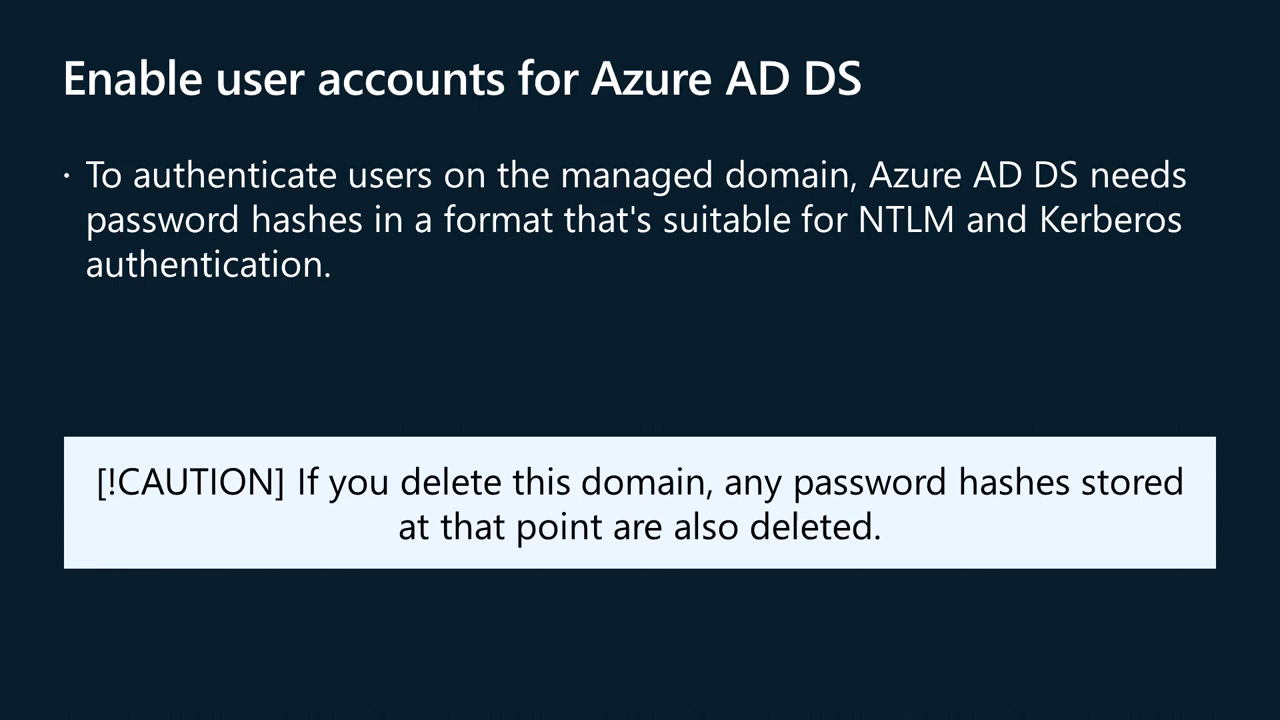 Enable user accounts for Azure AD DS
· To authenticate users on the managed domain, Azure AD DS needs
password hashes in a format that's suitable for NTLM and Kerberos
authentication.
[!CAUTION] If you delete this domain, any password hashes stored
at that point are also deleted.